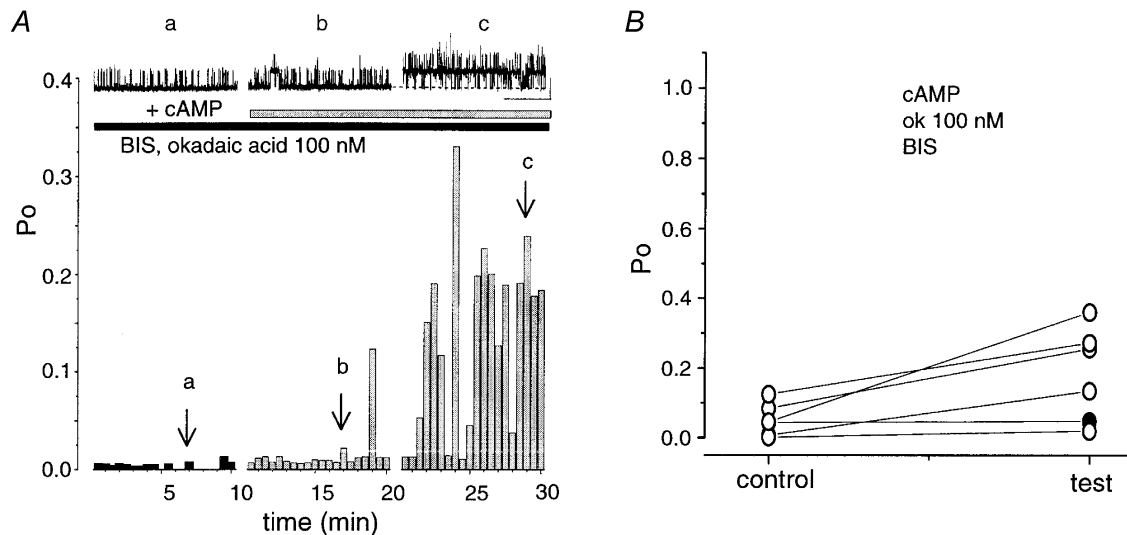 A
a b c
0.4
+ cAMP
BIS, okadaic acid 100 nM
c
0.3
Po
0.2
b
a
0.1
0.0
5 10 15 20 25 30
time (min)
B
1.0
cAMP
ok 100 nM
BIS
0.8
0.6
Po
0.4
0.2
0.0
control test